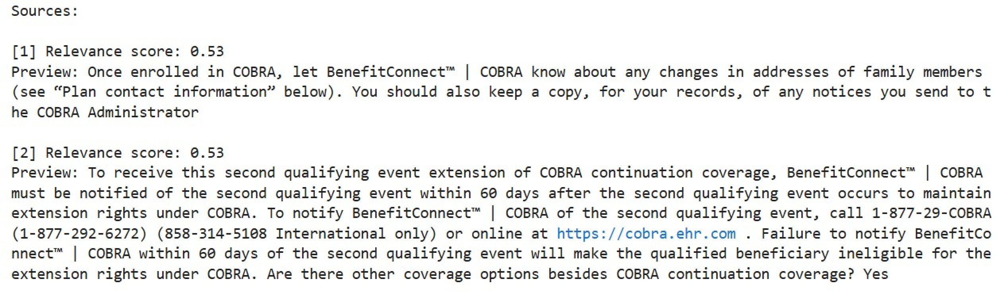 Sources:
[1] Relevance score: 0.53
Preview: Once enrolled in COBRA, let BenefitConnect™ | COBRA know about any changes in addresses of family members
(see “Plan contact information” below). You should also keep a copy, for your records, of any notices you send to t
he COBRA Administrator
[2] Relevance score: 0.53
Preview: To receive this second qualifying event extension of COBRA continuation coverage, BenefitConnect™ | COBRA
must be notified of the second qualifying event within 60 days after the second qualifying event occurs to maintain
extension rights under COBRA. To notify BenefitConnect™ | COBRA of the second qualifying event, call 1-877-29-COBRA
(1-877-292-6272) (858-314-5108 International only) or online at https://cobra.ehr.com . Failure to notify BenefitCo
nnect™ | COBRA within 60 days of the second qualifying event will make the qualified beneficiary ineligible for the
extension rights under COBRA. Are there other coverage options besides COBRA continuation coverage? Yes